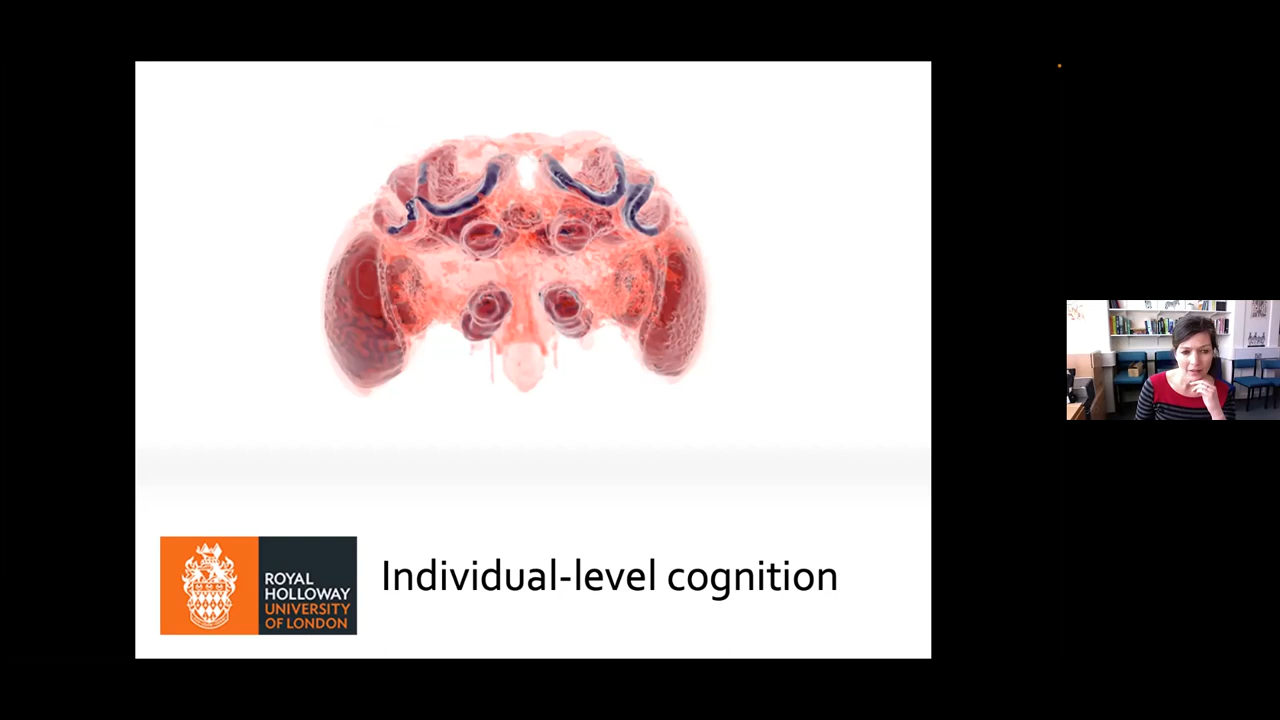 ROYAL
HOLLOWAY
UNIVERSITY
OF LONDON
Individual-level cognition